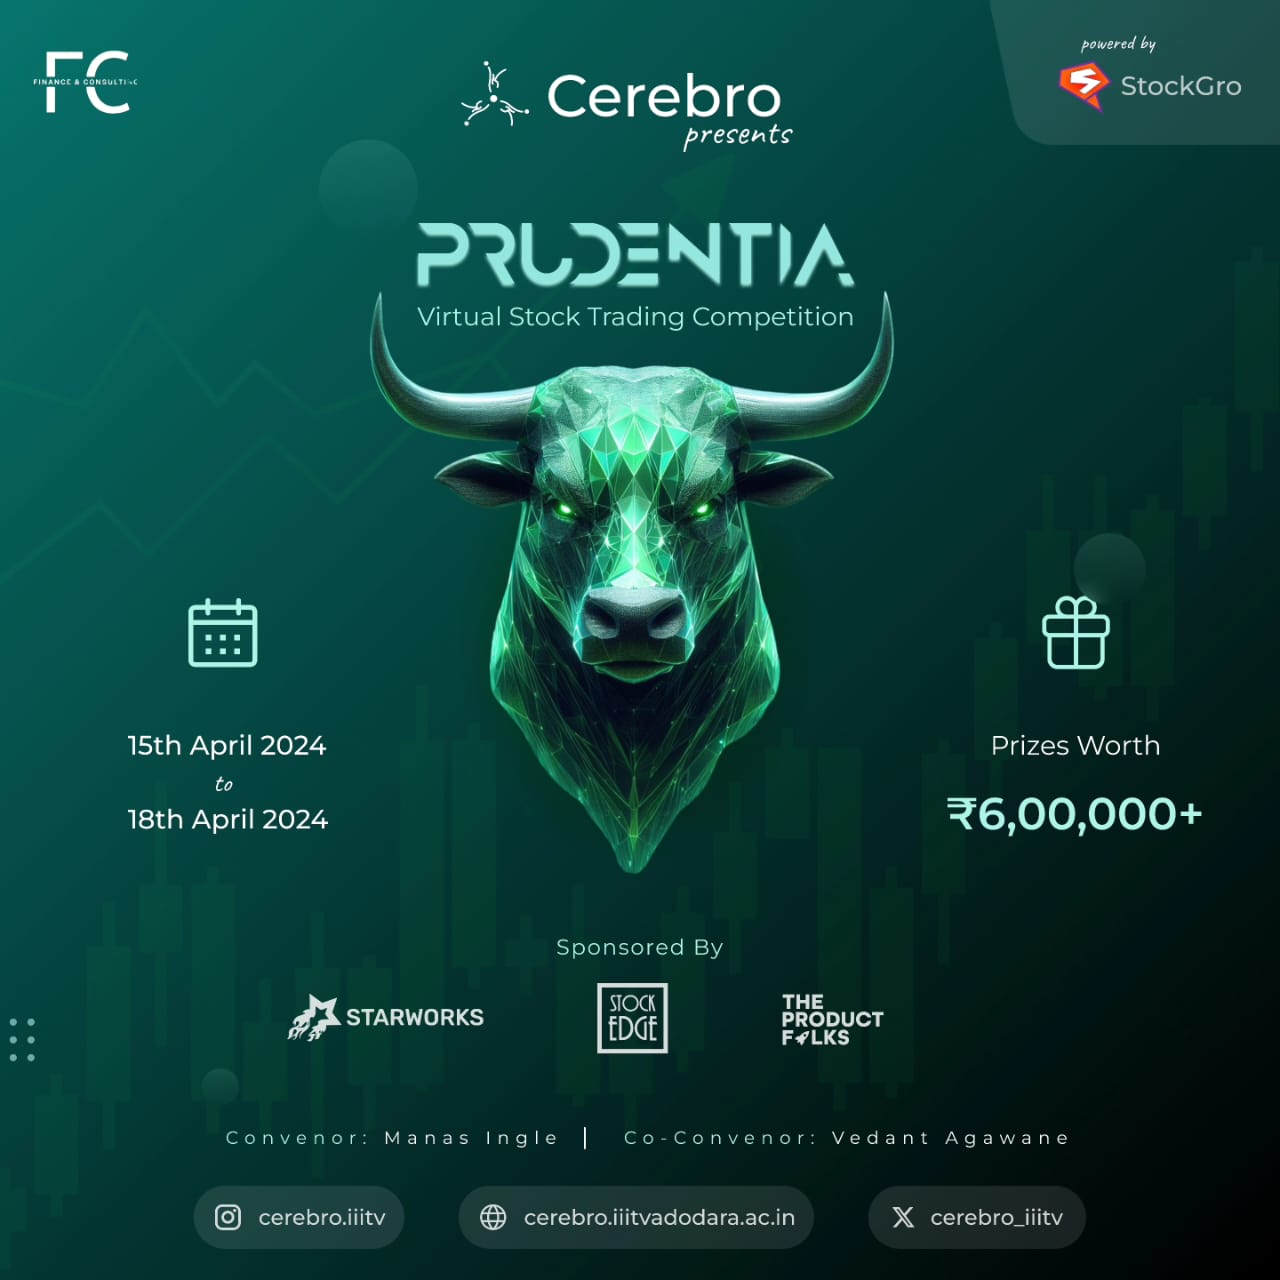 FC
FINANCE & CONSULTING
Cerebro
presents
powered by
StockGro
PRUDENTIA
Virtual Stock Trading Competition
15th April 2024
to
18th April 2024
Prizes Worth
₹6,00,000+
Sponsored By
STARWORKS
STOCK
EDGE
THE
PRODUCT
FOLKS
Convenor: Manas Ingle | Co-Convenor: Vedant Agawane
cerebro.iiitv
cerebro.iiitvadodara.ac.in
cerebro_iiitv